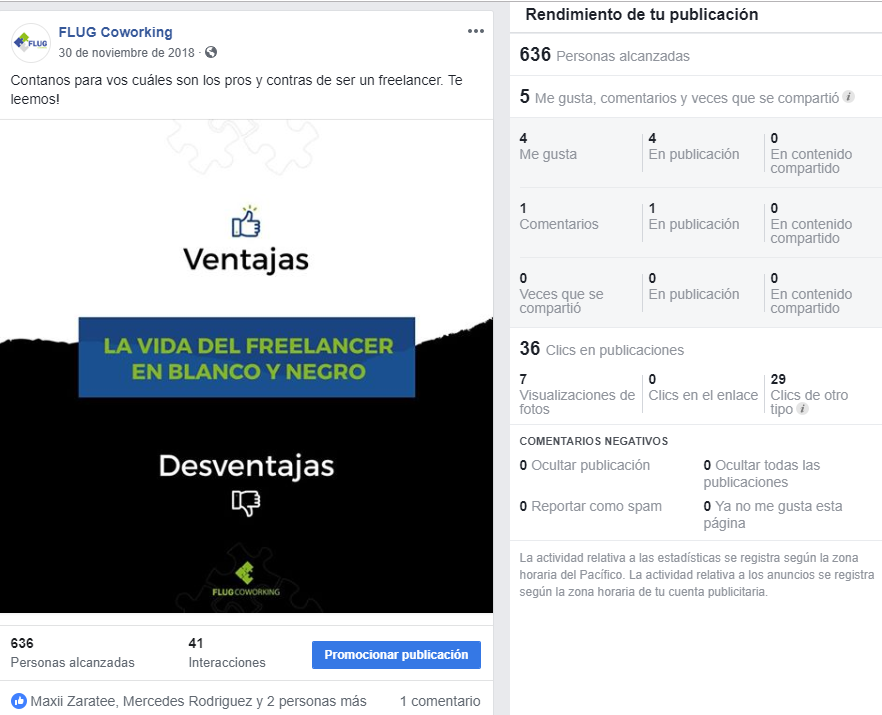 FLUG
FLUG Coworking
30 de noviembre de 2018 ·
Contanos para vos cuáles son los pros y contras de ser un freelancer. Te
leemos!
Ventajas
LA VIDA DEL FREELANCER
EN BLANCO Y NEGRO
Desventajas
FLUGCOWORKING
636
Personas alcanzadas
41
Interacciones
Promocionar publicación
Maxii Zaratee, Mercedes Rodriguez y 2 personas más
1 comentario
Rendimiento de tu publicación
636 Personas alcanzadas
5 Me gusta, comentarios y veces que se compartió
4
Me gusta
4
En publicación
0
En contenido
compartido
1
Comentarios
1
En publicación
0
En contenido
compartido
0
Veces que se
compartió
0
En publicación
0
En contenido
compartido
36 Clics en publicaciones
7
Visualizaciones de
fotos
0
Clics en el enlace
29
Clics de otro
tipo
COMENTARIOS NEGATIVOS
0 Ocultar publicación
0 Ocultar todas las
publicaciones
0 Reportar como spam
0 Ya no me gusta esta
página
La actividad relativa a las estadísticas se registra según la zona
horaria del Pacífico. La actividad relativa a los anuncios se registra
según la zona horaria de tu cuenta publicitaria.